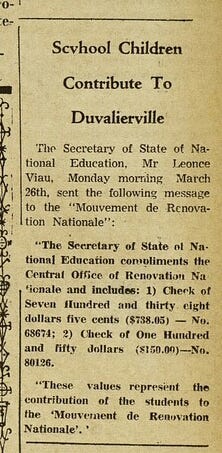 ro-
te-
Scvhool Children
Contribute To
Duvalierville
The Secretary of State of Na-
tional Education, Mr Leonce
Viau, Monday morning March
26th, sent the following message
to the "Mouvement de Renova-
tion Nationale":
"The Secretary of State of Na-
tional Education compliments the
Central Office of Renovation Na-
tionale and includes: 1) Check of
Seven Hundred and thirty eight
dollars five cents ($738.05) — No.
68674; 2) Check of One Hundred
and fifty dollars ($150.00)—No.
80126.
"These values represent the
contribution of the students to
the 'Mouvement de Renovation
Nationale'. '